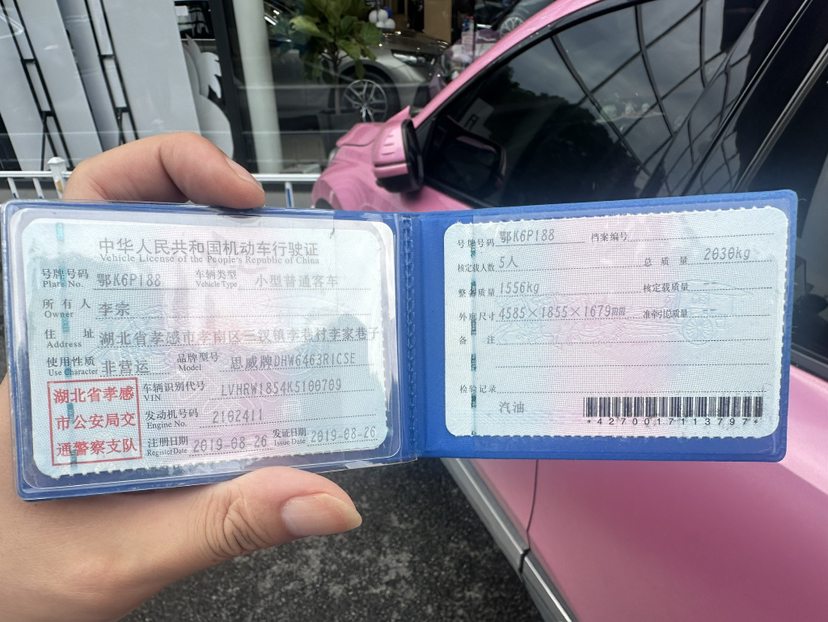 中华人民共和国机动车行驶证
Vehicle License of the People's Republic of China
号牌号码 鄂K6P188 车辆类型 小型普通客车
Plate No. Vehicle Type
所有人 李宗
Owner
住址 湖北省孝感市孝南区三汊镇李巷村李家巷子
Address
使用性质 非营运 品牌型号 思威牌DHW6463R1CSE
Use Character Model
湖北省孝感
市公安局交
通警察支队
车辆识别代号 LVHRW1854K5100709
VIN
发动机号码 2102411
Engine No.
注册日期 2019-08-26 发证日期 2019-08-26
Register Date Issue Date
号牌号码 鄂K6P188 档案编号
核定载人数 5人 总质量 2030kg
整备质量 1556kg 核定载质量 --
外廓尺寸 4585×1855×1679mm 准牵引总质量 --
备注
检验记录
汽油
*4270017113797*